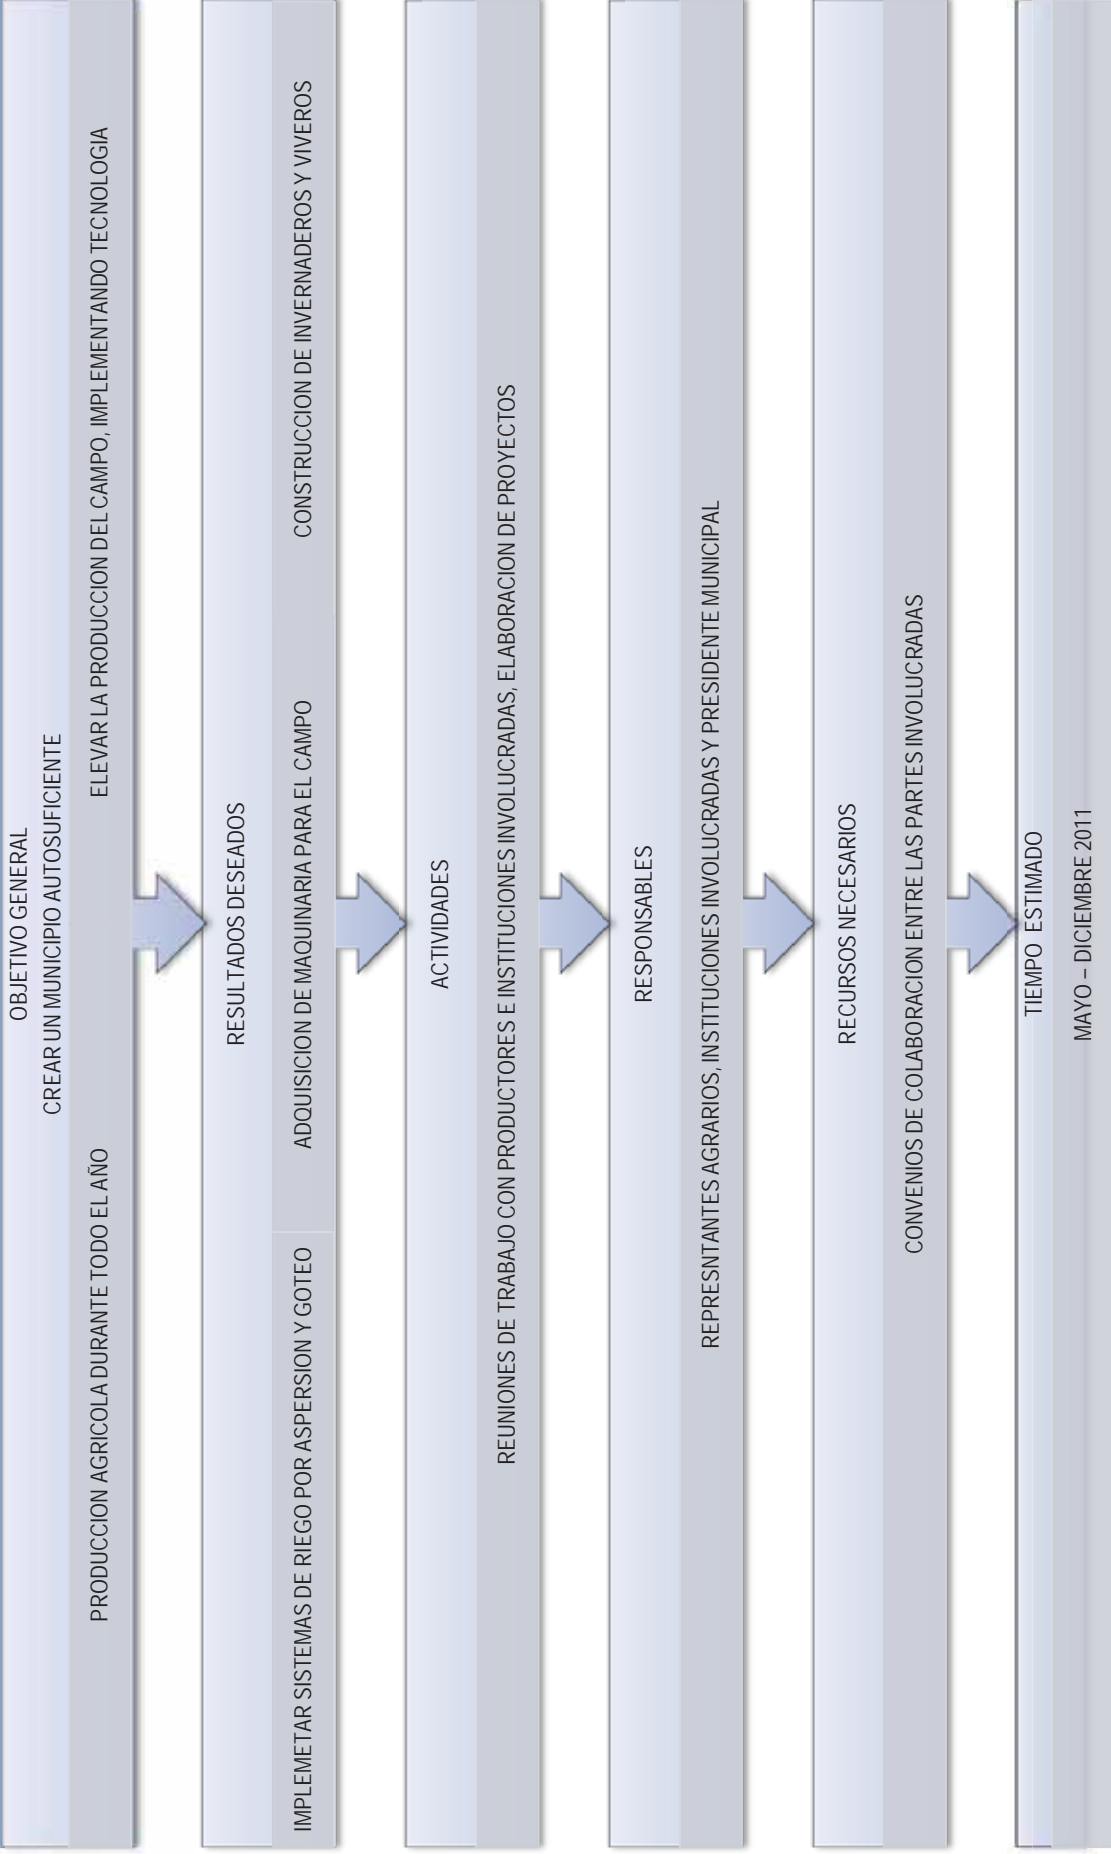 OBJETIVO GENERAL
CREAR UN MUNICIPIO AUTOSUFICIENTE
PRODUCCION AGRICOLA DURANTE TODO EL AÑO
ELEVAR LA PRODUCCION DEL CAMPO, IMPLEMENTANDO TECNOLOGIA
RESULTADOS DESEADOS
IMPLEMETAR SISTEMAS DE RIEGO POR ASPERSION Y GOTEO
ADQUISICION DE MAQUINARIA PARA EL CAMPO
CONSTRUCCION DE INVERNADEROS Y VIVEROS
ACTIVIDADES
REUNIONES DE TRABAJO CON PRODUCTORES E INSTITUCIONES INVOLUCRADAS, ELABORACION DE PROYECTOS
RESPONSABLES
REPRESNTANTES AGRARIOS, INSTITUCIONES INVOLUCRADAS Y PRESIDENTE MUNICIPAL
RECURSOS NECESARIOS
CONVENIOS DE COLABORACION ENTRE LAS PARTES INVOLUCRADAS
TIEMPO ESTIMADO
MAYO – DICIEMBRE 2011